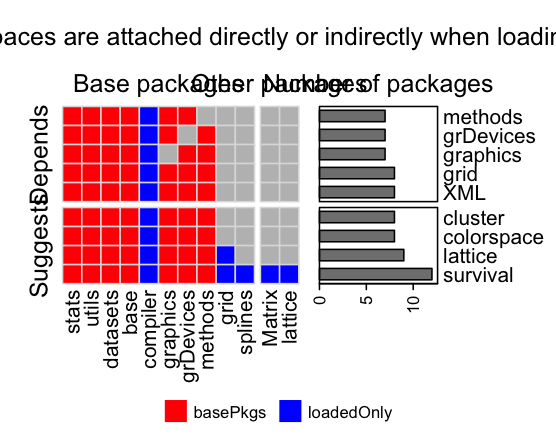 paces are attached directly or indirectly when loadin
Base packages
Other packages
Number of packages
Depends
Suggests
methods
grDevices
graphics
grid
XML
cluster
colorspace
lattice
survival
stats
utils
datasets
base
compiler
graphics
grDevices
methods
grid
splines
Matrix
lattice
0
5
10
basePkgs
loadedOnly